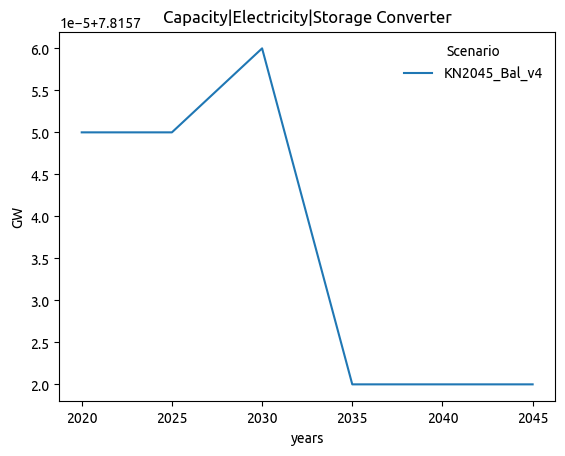 Capacity|Electricity|Storage Converter
1e−5+7.8157
Scenario
KN2045_Bal_v4
6.0
5.5
5.0
4.5
4.0
3.5
3.0
2.5
2.0
GW
2020 2025 2030 2035 2040 2045
years